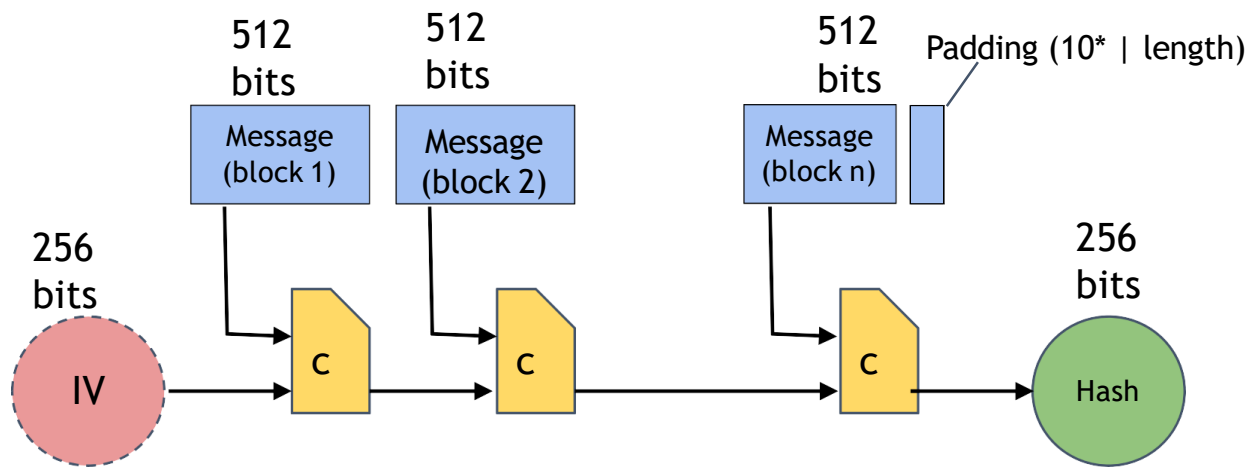 512
bits
512
bits
512
bits
Padding (10* | length)
Message
(block 1)
Message
(block 2)
Message
(block n)
256
bits
256
bits
IV
C
C
C
Hash